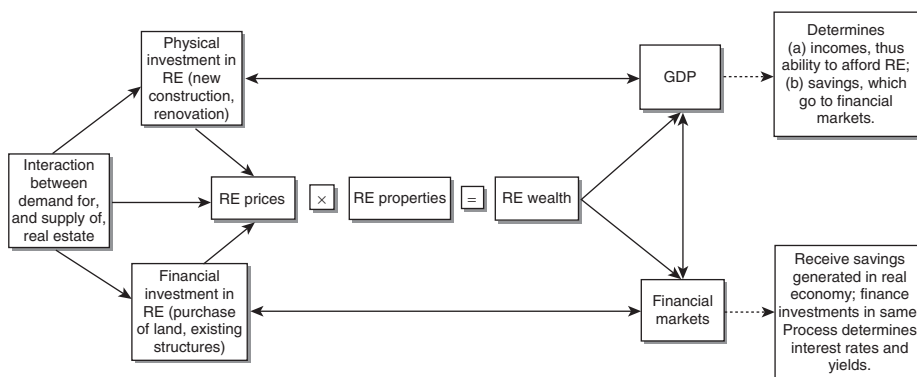 Physical
investment in
RE (new
construction,
renovation)
GDP
Determines
(a) incomes, thus
ability to afford RE;
(b) savings, which
go to financial
markets.
Interaction
between
demand for,
and supply of,
real estate
RE prices
×
RE properties
=
RE wealth
Financial
investment in
RE (purchase
of land, existing
structures)
Financial
markets
Receive savings
generated in real
economy; finance
investments in same.
Process determines
interest rates and
yields.